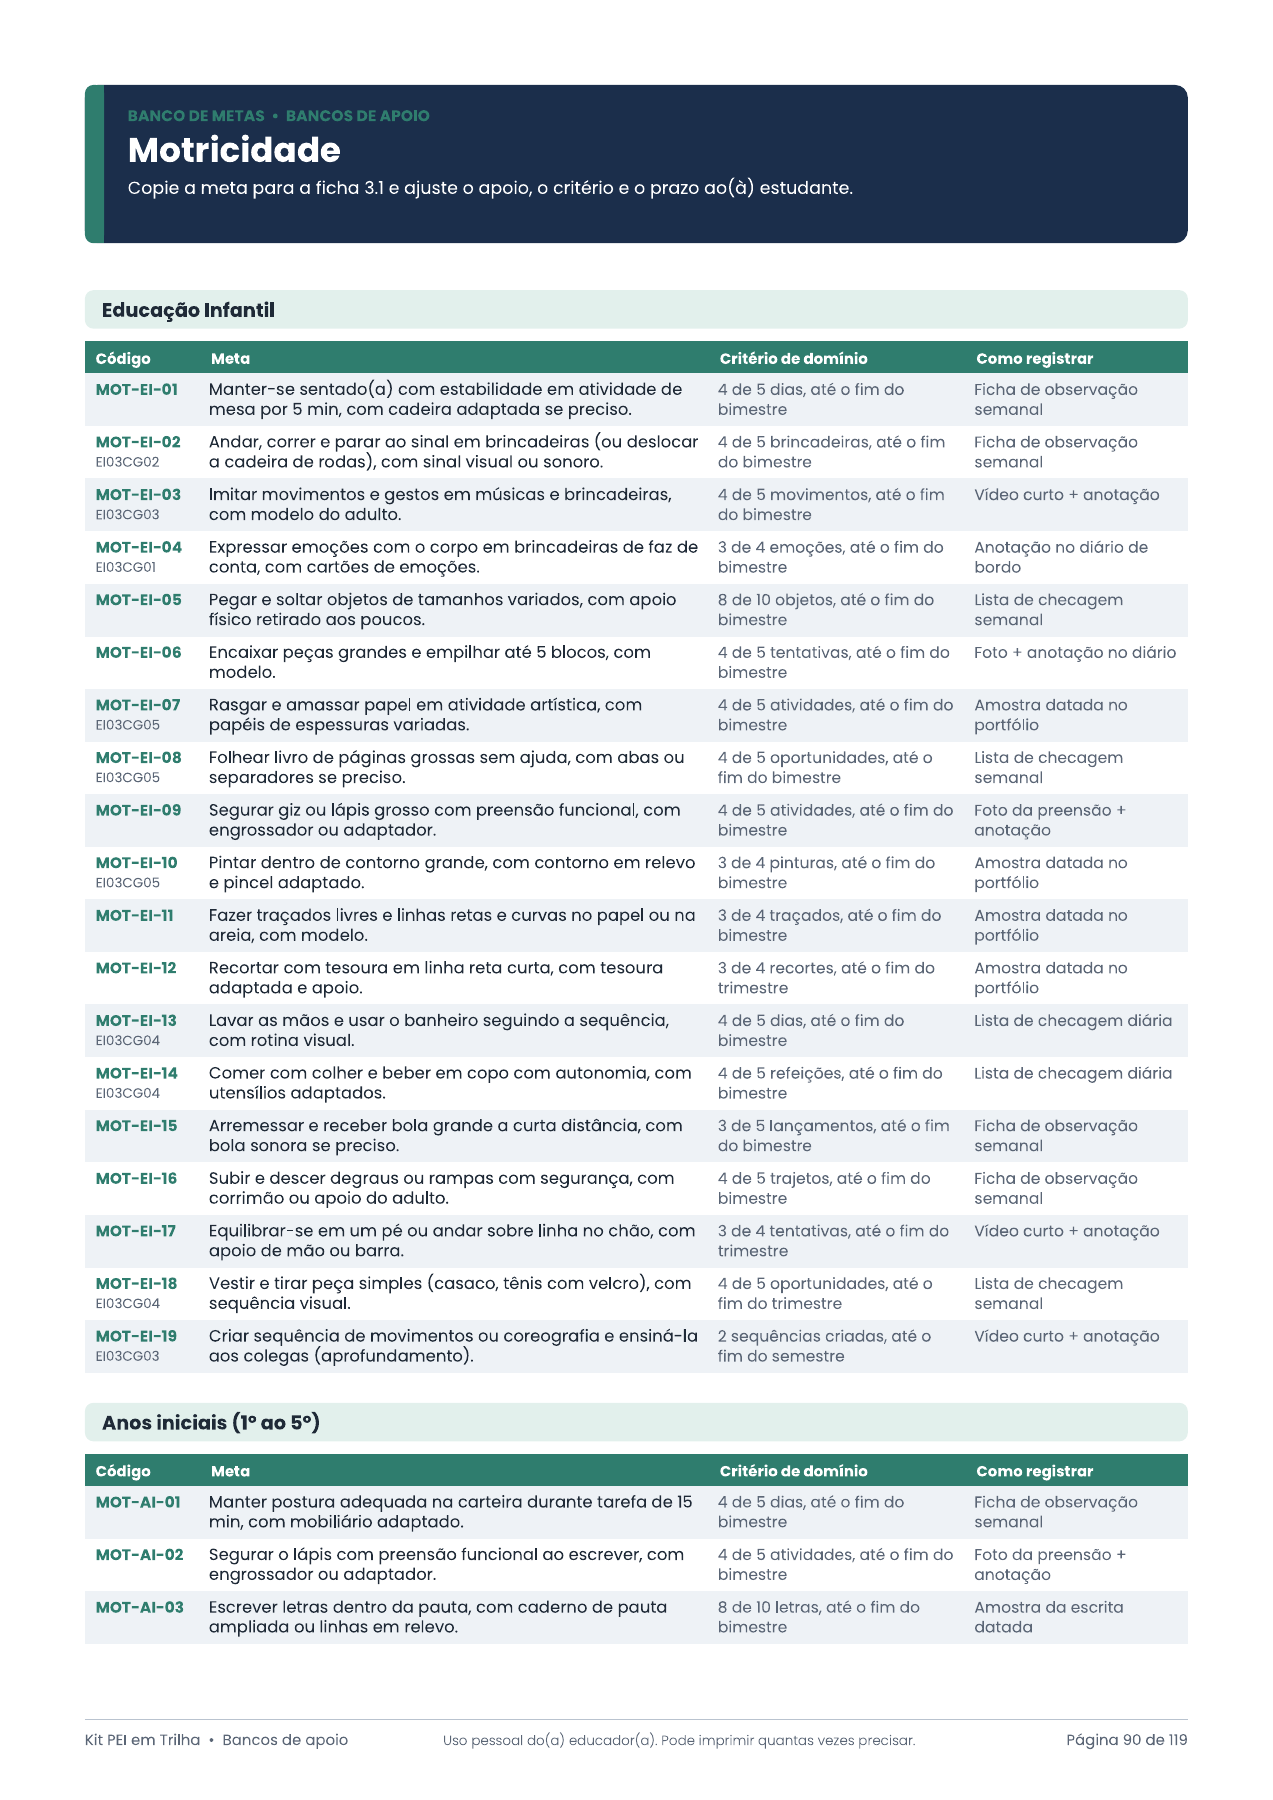 BANCO DE METAS • BANCOS DE APOIO
Motricidade
Copie a meta para a ficha 3.1 e ajuste o apoio, o critério e o prazo ao(à) estudante.
Educação Infantil
Código Meta Critério de domínio Como registrar
MOT-EI-01 Manter-se sentado(a) com estabilidade em atividade de 4 de 5 dias, até o fim do Ficha de observação
mesa por 5 min, com cadeira adaptada se preciso. bimestre semanal
MOT-EI-02 Andar, correr e parar ao sinal em brincadeiras (ou deslocar 4 de 5 brincadeiras, até o fim Ficha de observação
EI03CG02 a cadeira de rodas), com sinal visual ou sonoro. do bimestre semanal
MOT-EI-03 Imitar movimentos e gestos em músicas e brincadeiras, 4 de 5 movimentos, até o fim Vídeo curto + anotação
EI03CG03 com modelo do adulto. do bimestre
MOT-EI-04 Expressar emoções com o corpo em brincadeiras de faz de 3 de 4 emoções, até o fim do Anotação no diário de
EI03CG01 conta, com cartões de emoções. bimestre bordo
MOT-EI-05 Pegar e soltar objetos de tamanhos variados, com apoio 8 de 10 objetos, até o fim do Lista de checagem
físico retirado aos poucos. bimestre semanal
MOT-EI-06 Encaixar peças grandes e empilhar até 5 blocos, com 4 de 5 tentativas, até o fim do Foto + anotação no diário
modelo. bimestre
MOT-EI-07 Rasgar e amassar papel em atividade artística, com 4 de 5 atividades, até o fim do Amostra datada no
EI03CG05 papéis de espessuras variadas. bimestre portfólio
MOT-EI-08 Folhear livro de páginas grossas sem ajuda, com abas ou 4 de 5 oportunidades, até o Lista de checagem
EI03CG05 separadores se preciso. fim do bimestre semanal
MOT-EI-09 Segurar giz ou lápis grosso com preensão funcional, com 4 de 5 atividades, até o fim do Foto da preensão +
engrossador ou adaptador. bimestre anotação
MOT-EI-10 Pintar dentro de contorno grande, com contorno em relevo 3 de 4 pinturas, até o fim do Amostra datada no
EI03CG05 e pincel adaptado. bimestre portfólio
MOT-EI-11 Fazer traçados livres e linhas retas e curvas no papel ou na 3 de 4 traçados, até o fim do Amostra datada no
areia, com modelo. bimestre portfólio
MOT-EI-12 Recortar com tesoura em linha reta curta, com tesoura 3 de 4 recortes, até o fim do Amostra datada no
adaptada e apoio. trimestre portfólio
MOT-EI-13 Lavar as mãos e usar o banheiro seguindo a sequência, 4 de 5 dias, até o fim do Lista de checagem diária
EI03CG04 com rotina visual. bimestre
MOT-EI-14 Comer com colher e beber em copo com autonomia, com 4 de 5 refeições, até o fim do Lista de checagem diária
EI03CG04 utensílios adaptados. bimestre
MOT-EI-15 Arremessar e receber bola grande a curta distância, com 3 de 5 lançamentos, até o fim Ficha de observação
bola sonora se preciso. do bimestre semanal
MOT-EI-16 Subir e descer degraus ou rampas com segurança, com 4 de 5 trajetos, até o fim do Ficha de observação
corrimão ou apoio do adulto. bimestre semanal
MOT-EI-17 Equilibrar-se em um pé ou andar sobre linha no chão, com 3 de 4 tentativas, até o fim do Vídeo curto + anotação
apoio de mão ou barra. trimestre
MOT-EI-18 Vestir e tirar peça simples (casaco, tênis com velcro), com 4 de 5 oportunidades, até o Lista de checagem
EI03CG04 sequência visual. fim do trimestre semanal
MOT-EI-19 Criar sequência de movimentos ou coreografia e ensiná-la 2 sequências criadas, até o Vídeo curto + anotação
EI03CG03 aos colegas (aprofundamento). fim do semestre
Anos iniciais (1º ao 5º)
Código Meta Critério de domínio Como registrar
MOT-AI-01 Manter postura adequada na carteira durante tarefa de 15 4 de 5 dias, até o fim do Ficha de observação
min, com mobiliário adaptado. bimestre semanal
MOT-AI-02 Segurar o lápis com preensão funcional ao escrever, com 4 de 5 atividades, até o fim do Foto da preensão +
engrossador ou adaptador. bimestre anotação
MOT-AI-03 Escrever letras dentro da pauta, com caderno de pauta 8 de 10 letras, até o fim do Amostra da escrita
ampliada ou linhas em relevo. bimestre datada
Kit PEI em Trilha • Bancos de apoio Uso pessoal do(a) educador(a). Pode imprimir quantas vezes precisar. Página 90 de 119